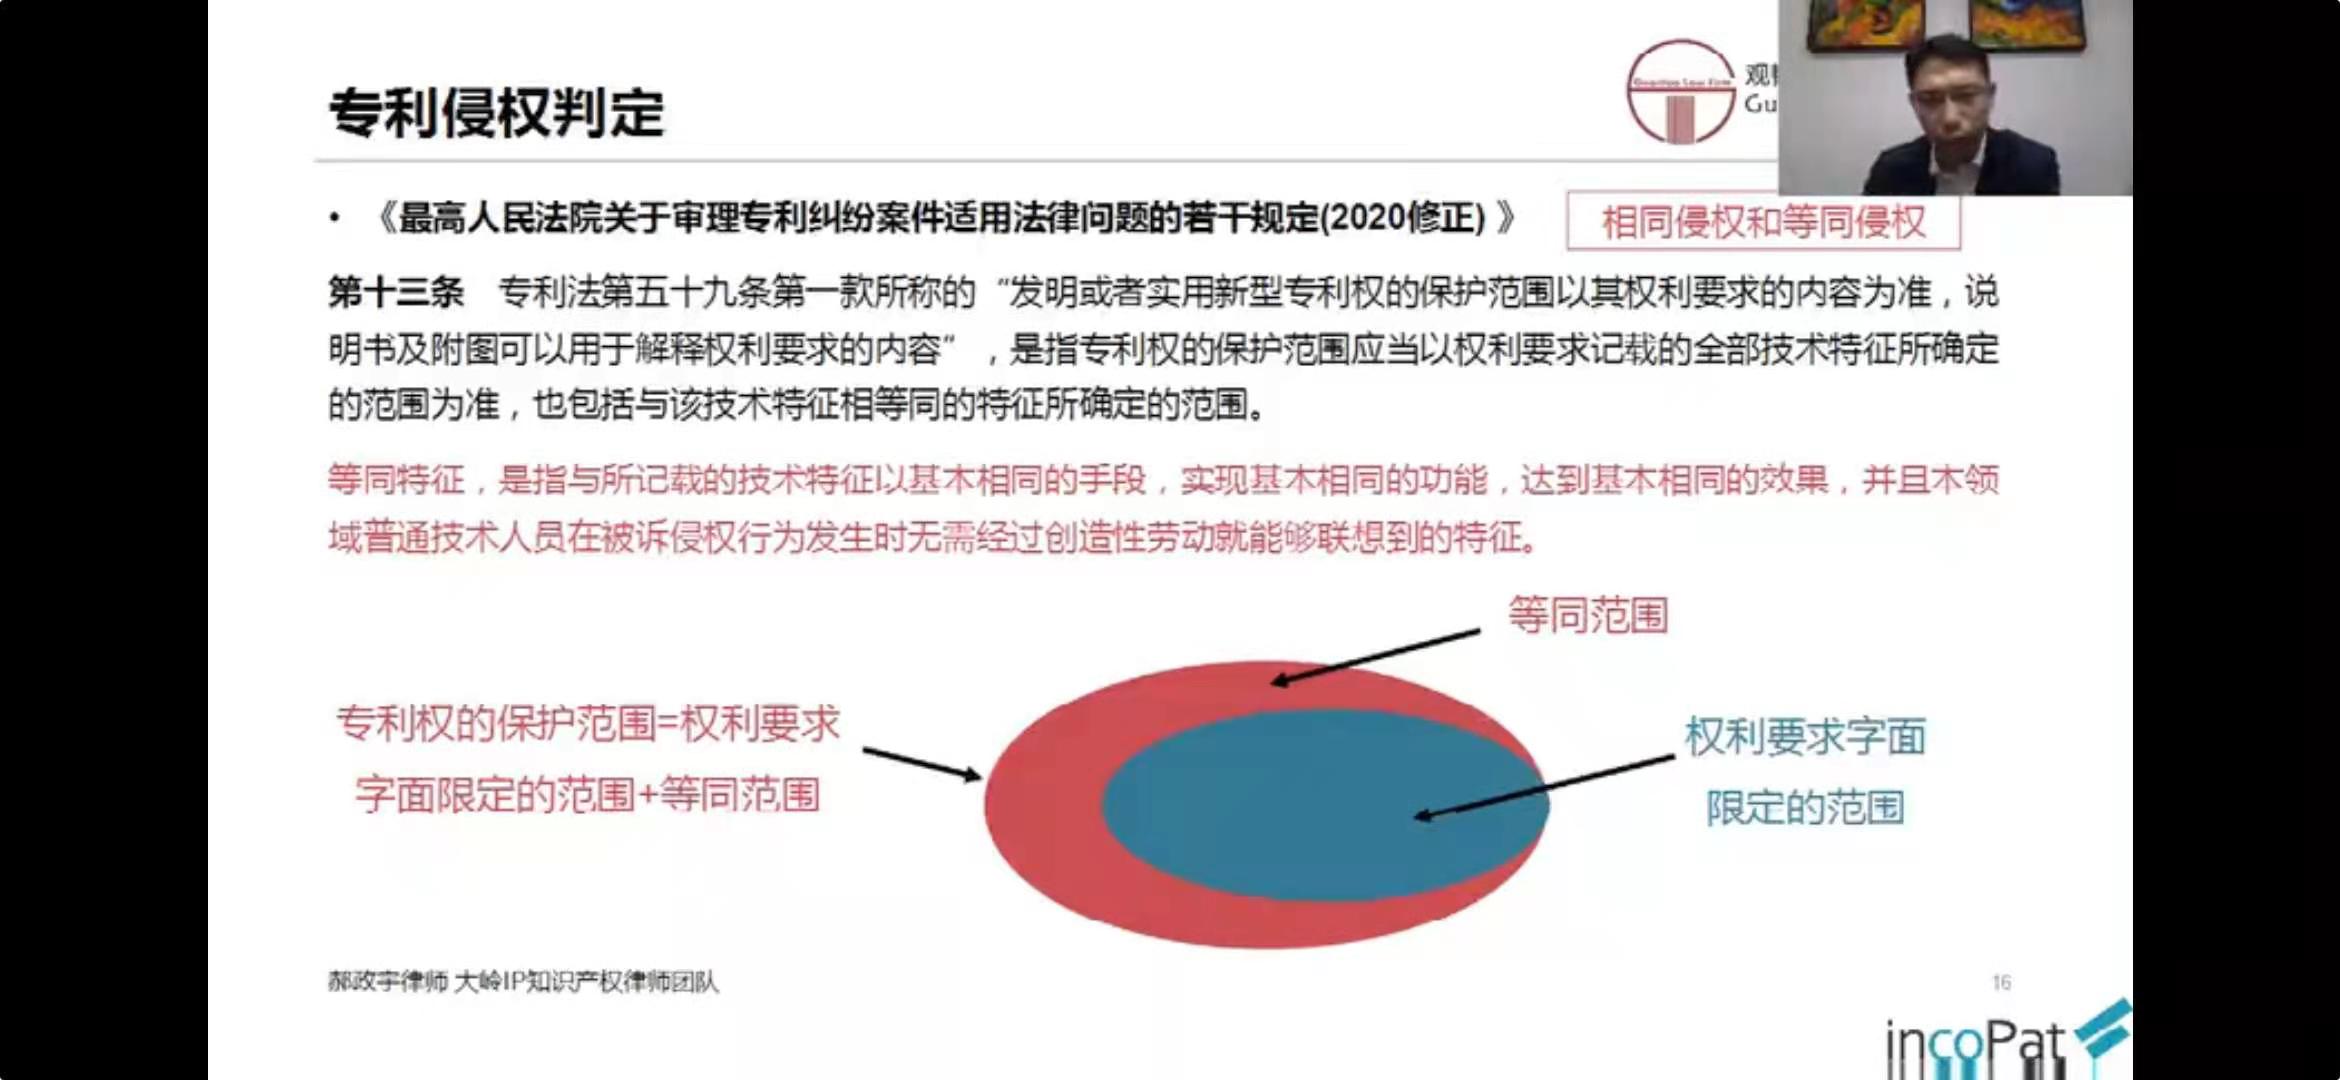 专利侵权判定
Guantao Law Firm
观
Gu
• 《最高人民法院关于审理专利纠纷案件适用法律问题的若干规定(2020修正) 》
相同侵权和等同侵权
第十三条 专利法第五十九条第一款所称的“发明或者实用新型专利权的保护范围以其权利要求的内容为准，说
明书及附图可以用于解释权利要求的内容”，是指专利权的保护范围应当以权利要求记载的全部技术特征所确定
的范围为准，也包括与该技术特征相等同的特征所确定的范围。
等同特征，是指与所记载的技术特征以基本相同的手段，实现基本相同的功能，达到基本相同的效果，并且本领
域普通技术人员在被诉侵权行为发生时无需经过创造性劳动就能够联想到的特征。
等同范围
专利权的保护范围=权利要求
字面限定的范围+等同范围
权利要求字面
限定的范围
郝政宇律师 大岭IP知识产权律师团队
16
incoPat